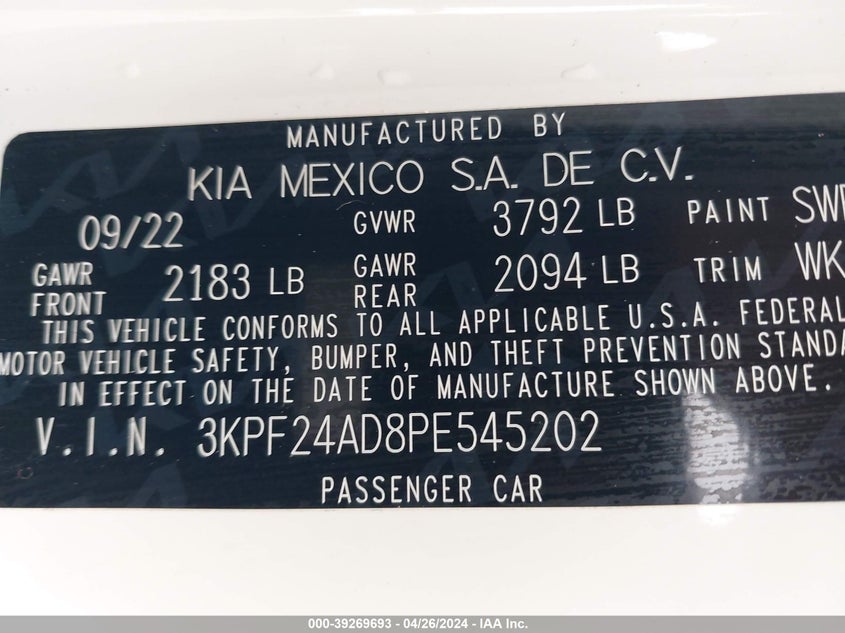 MANUFACTURED BY
KIA MEXICO S.A. DE C.V.
09/22 GVWR 3792 LB PAINT
GAWR FRONT 2183 LB GAWR REAR 2094 LB TRIM
THIS VEHICLE CONFORMS TO ALL APPLICABLE U.S.A. FEDERAL
MOTOR VEHICLE SAFETY, BUMPER, AND THEFT PREVENTION
IN EFFECT ON THE DATE OF MANUFACTURE SHOWN ABOVE.
V.I.N. 3KPF24AD8PE545202
PASSENGER CAR
000-39269693 - 04/26/2024 - IAA Inc.